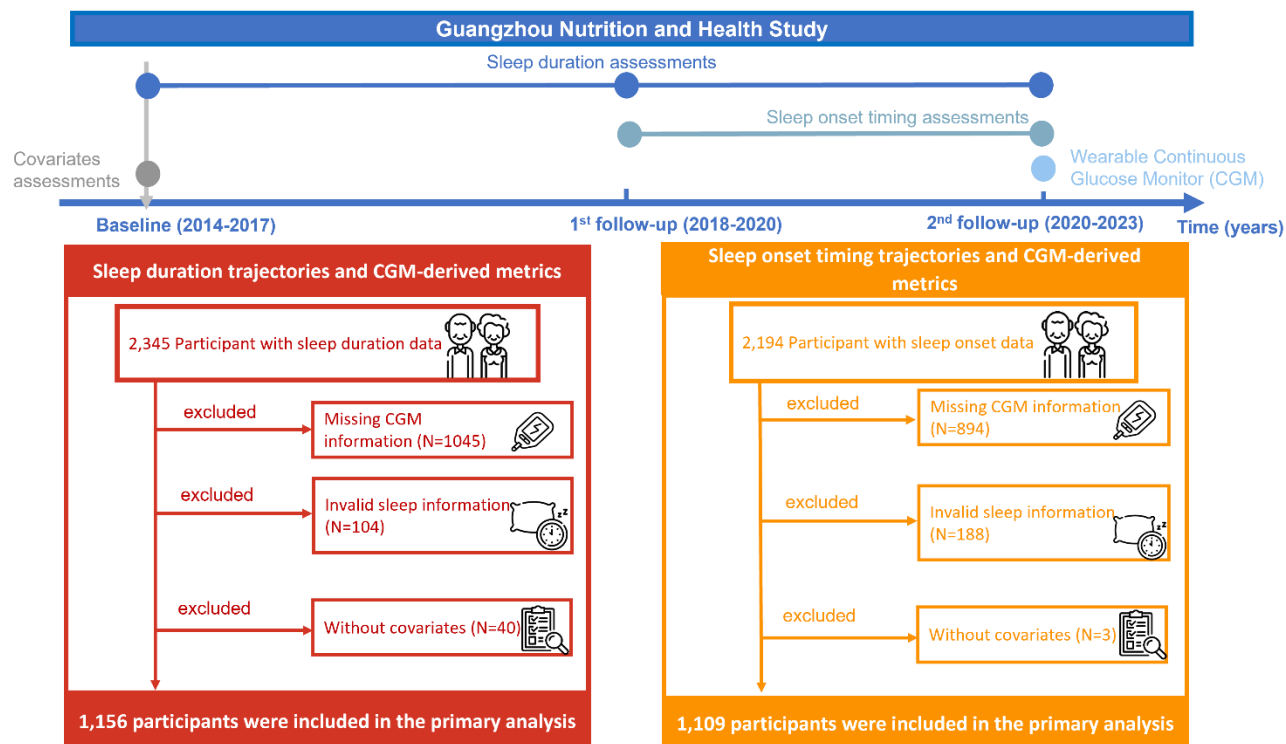 Guangzhou Nutrition and Health Study
Sleep duration assessments
Sleep onset timing assessments
Covariates
assessments
Wearable Continuous
Glucose Monitor (CGM)
Baseline (2014-2017)
1st follow-up (2018-2020)
2nd follow-up (2020-2023)
Time (years)
Sleep duration trajectories and CGM-derived metrics
2,345 Participant with sleep duration data
excluded
Missing CGM
information (N=1045)
excluded
Invalid sleep information
(N=104)
zz
excluded
Without covariates (N=40)
1,156 participants were included in the primary analysis
Sleep onset timing trajectories and CGM-derived
metrics
2,194 Participant with sleep onset data
excluded
Missing CGM information
(N=894)
excluded
Invalid sleep information
(N=188)
zz
excluded
Without covariates (N=3)
1,109 participants were included in the primary analysis